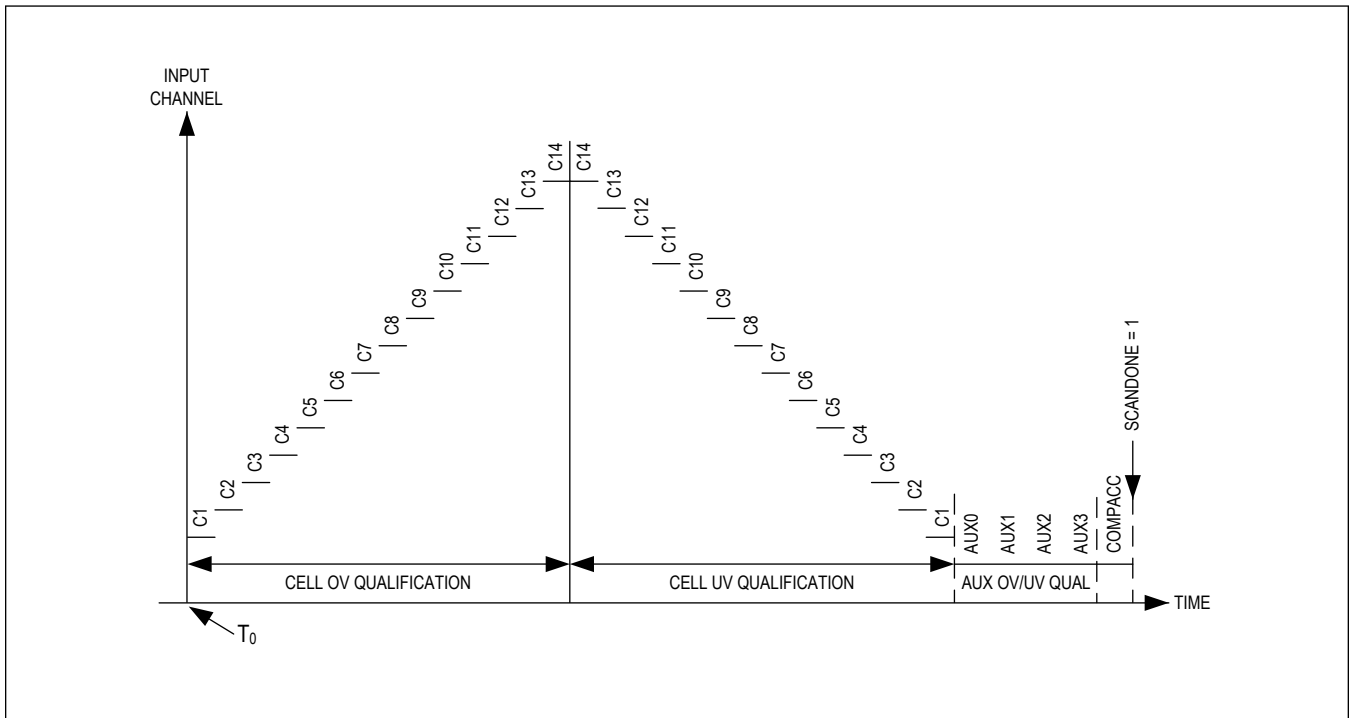 INPUT
CHANNEL
C1
C2
C3
C4
C5
C6
C7
C8
C9
C10
C11
C12
C13
C14
C14
C13
C12
C11
C10
C9
C8
C7
C6
C5
C4
C3
C2
C1
AUX0
AUX1
AUX2
AUX3
COMPACC
SCANDONE = 1
CELL OV QUALIFICATION
CELL UV QUALIFICATION
AUX OV/UV QUAL
TIME
T0